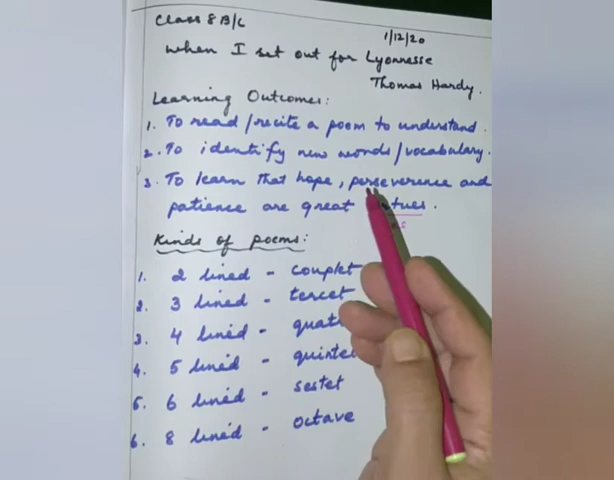 Class 8 B/C
1/12/20
When I set out for Lyonnesse
Thomas Hardy.
Learning Outcomes:
1. To read/recite a poem to understand.
2. To identify new words/vocabulary.
3. To learn that hope, perseverence and
patience are great
Kinds of Poems:
1. 2 lined - couplet
2. 3 lined - tercet
3. 4 lined -
4. 5 lined -
5. 6 lined - sestet
6. 8 lined - octave